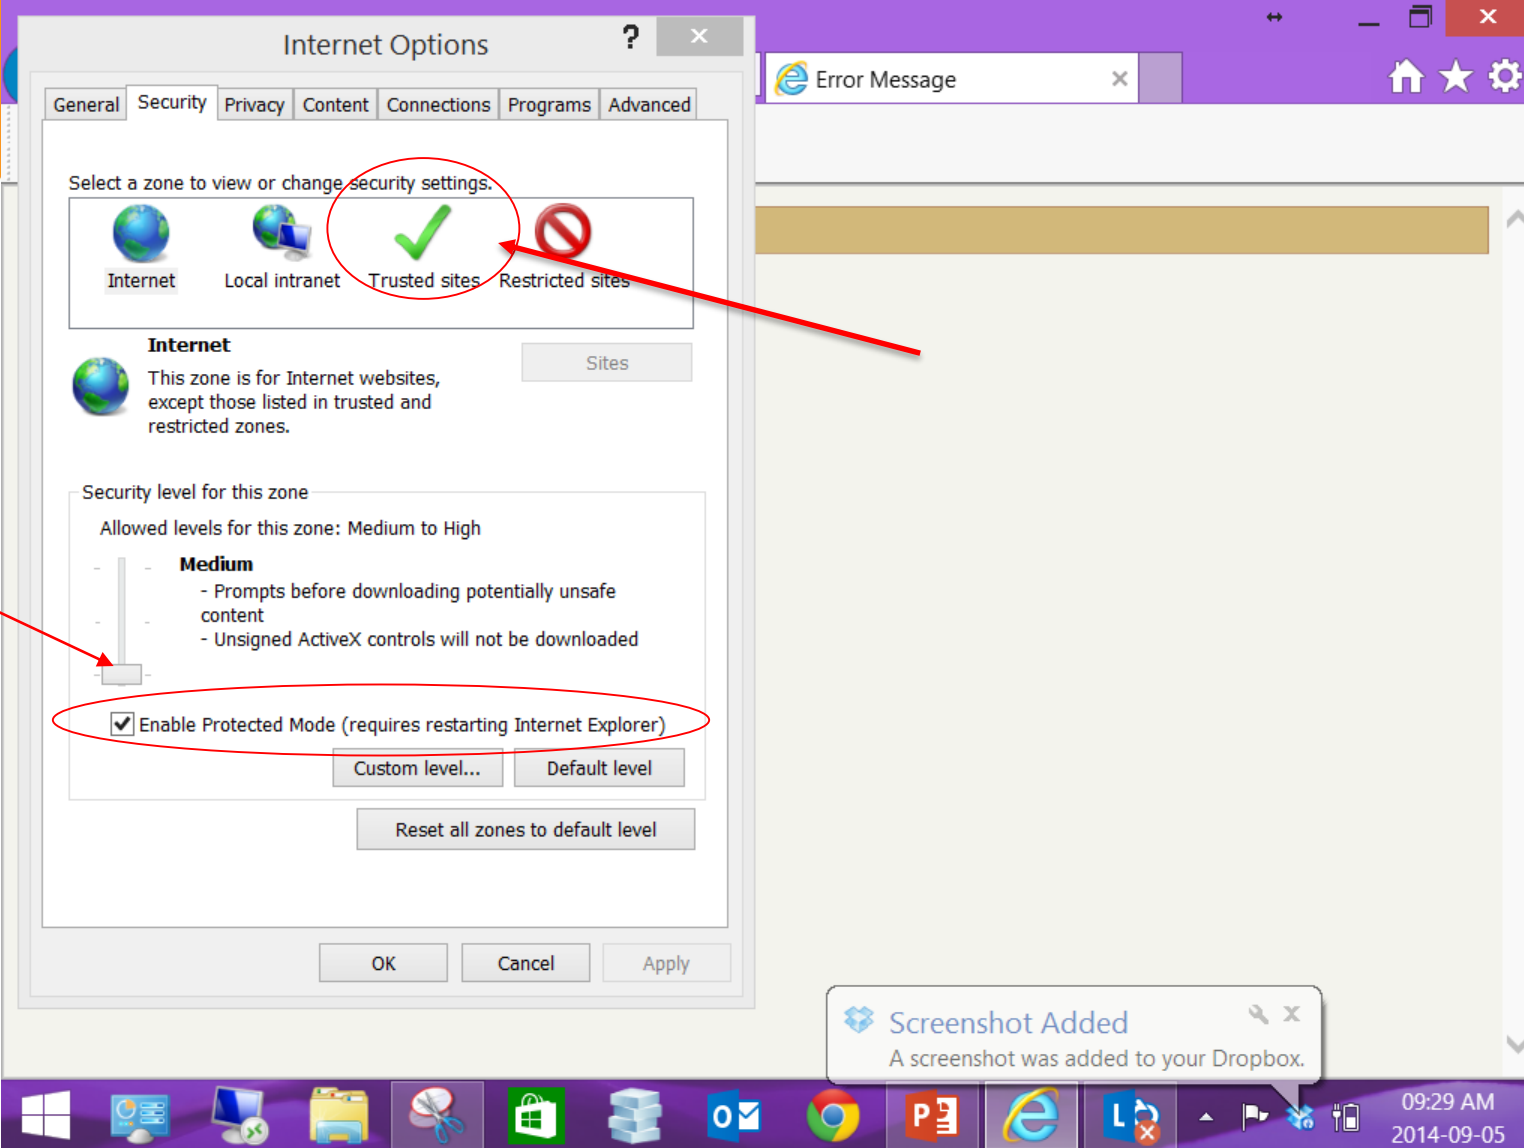 Internet Options
?
Error Message
General Security Privacy Content Connections Programs Advanced
Select a zone to view or change security settings.
Internet Local intranet Trusted sites Restricted sites
Internet
Sites
This zone is for Internet websites,
except those listed in trusted and
restricted zones.
Security level for this zone
Allowed levels for this zone: Medium to High
Medium
- Prompts before downloading potentially unsafe
content
- Unsigned ActiveX controls will not be downloaded
Enable Protected Mode (requires restarting Internet Explorer)
Custom level... Default level
Reset all zones to default level
OK Cancel Apply
Screenshot Added
A screenshot was added to your Dropbox.
09:29 AM
2014-09-05